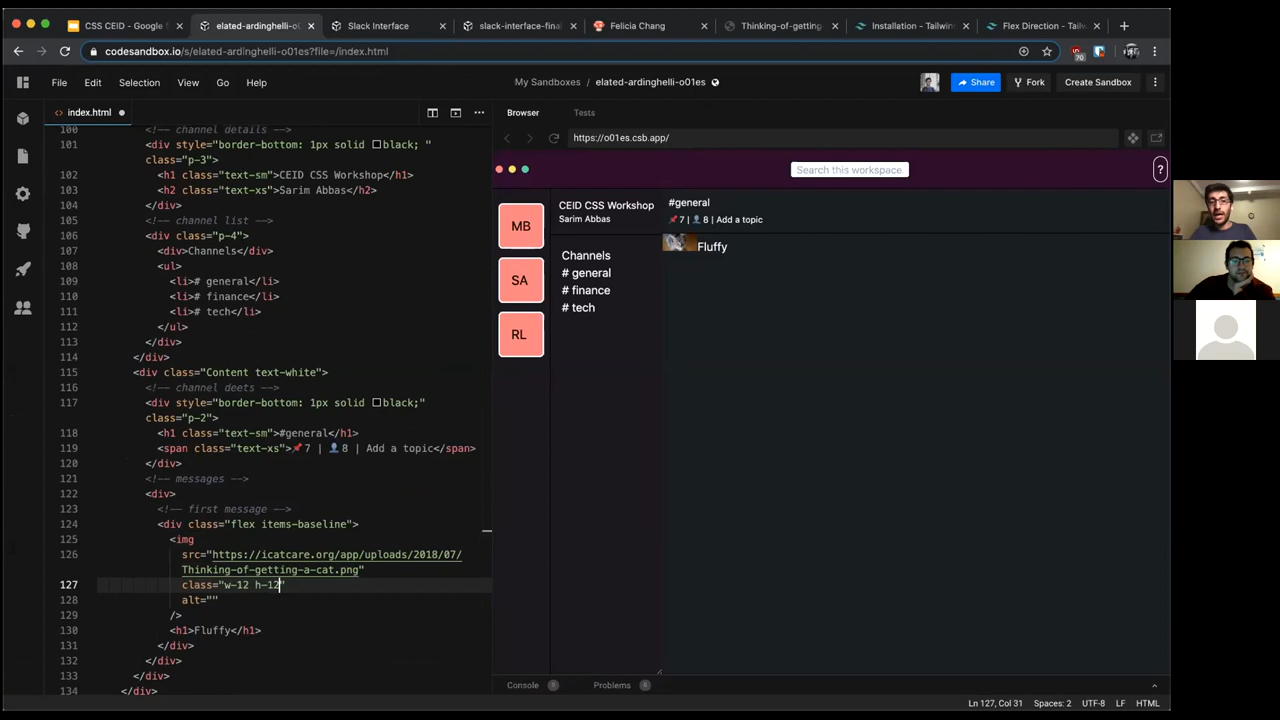 CSS CEID - Google S
elated-ardinghelli-o01es
Slack Interface
slack-interface-fina
Felicia Chang
Thinking-of-getting
Installation - Tailwin
Flex Direction - Tailw
codesandbox.io/s/elated-ardinghelli-o01es?file=/index.html
70
File Edit View Go Help
My Sandboxes / elated-ardinghelli-o01es
Share
Fork
Create Sandbox
index.html
Browser
Tests
https://o01es.csb.app/
100 <!-- channel details -->
101 <div style="border-bottom: 1px solid black; "
class="p-3">
102 <h1 class="text-sm">CEID CSS Workshop</h1>
103 <h2 class="text-xs">Sarim Abbas</h2>
104 </div>
105 <!-- channel list -->
106 <div class="p-4">
107 <div>Channels</div>
108 <ul>
109 <li># general</li>
110 <li># finance</li>
111 <li># tech</li>
112 </ul>
113 </div>
114 </div>
115 <div class="Content text-white">
116 <!-- channel deets -->
117 <div style="border-bottom: 1px solid black;"
class="p-2">
118 <h1 class="text-sm">#general</h1>
119 <span class="text-xs">📌7 | 👤8 | Add a topic</span>
120 </div>
121 <!-- messages -->
122 <div>
123 <!-- first message -->
124 <div class="flex items-baseline">
125 <img
126 src="https://icatcare.org/app/uploads/2018/07/
Thinking-of-getting-a-cat.png"
127 class="w-12 h-12"
128 alt=""
129 />
130 <h1>Fluffy</h1>
131 </div>
132 </div>
133 </div>
134 </div>
Search this workspace
?
MB
SA
RL
CEID CSS Workshop
Sarim Abbas
Channels
# general
# finance
# tech
#general
📌7 | 👤8 | Add a topic
Fluffy
Console
Problems
Ln 127, Col 31 Spaces: 2 UTF-8 LF HTML